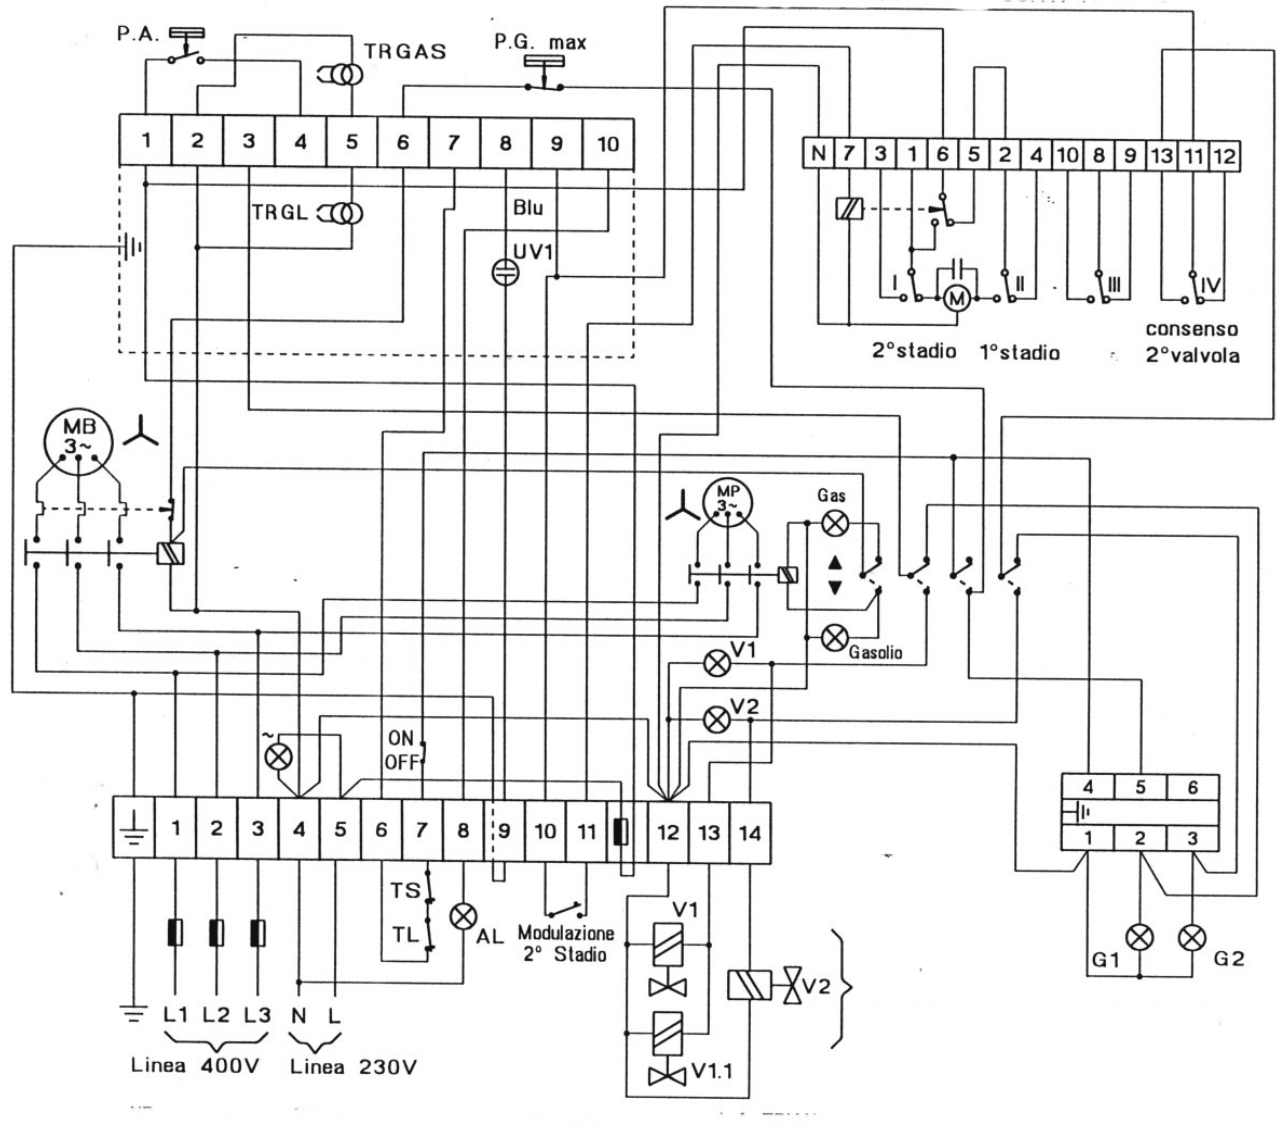 P.A.
TRGAS
P.G. max
1 2 3 4 5 6 7 8 9 10
N 7 3 1 6 5 2 4 10 8 9 13 11 12
TRGL
Blu
UV1
I
M
II
III
IV
2°stadio 1°stadio
consenso
2°valvola
MB
3~
MP
3~
Gas
Gasolio
V1
V2
~
ON
OFF
1 2 3 4 5 6 7 8 9 10 11 12 13 14
4 5 6
1 2 3
TS
TL
AL
Modulazione
2° Stadio
V1
V2
V1.1
G1 G2
L1 L2 L3 N L
Linea 400V Linea 230V